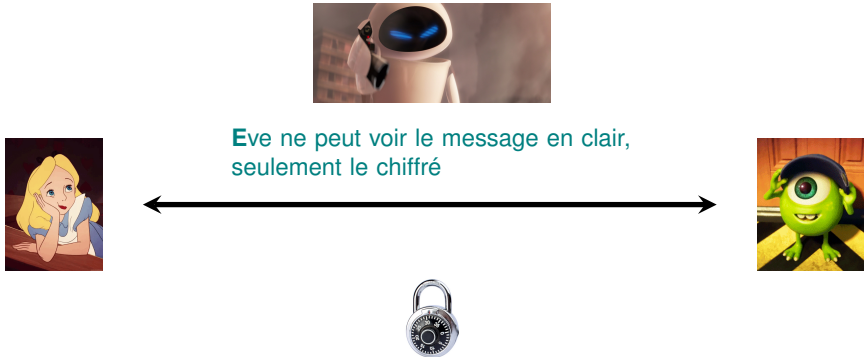 Eve ne peut voir le message en clair,
seulement le chiffré